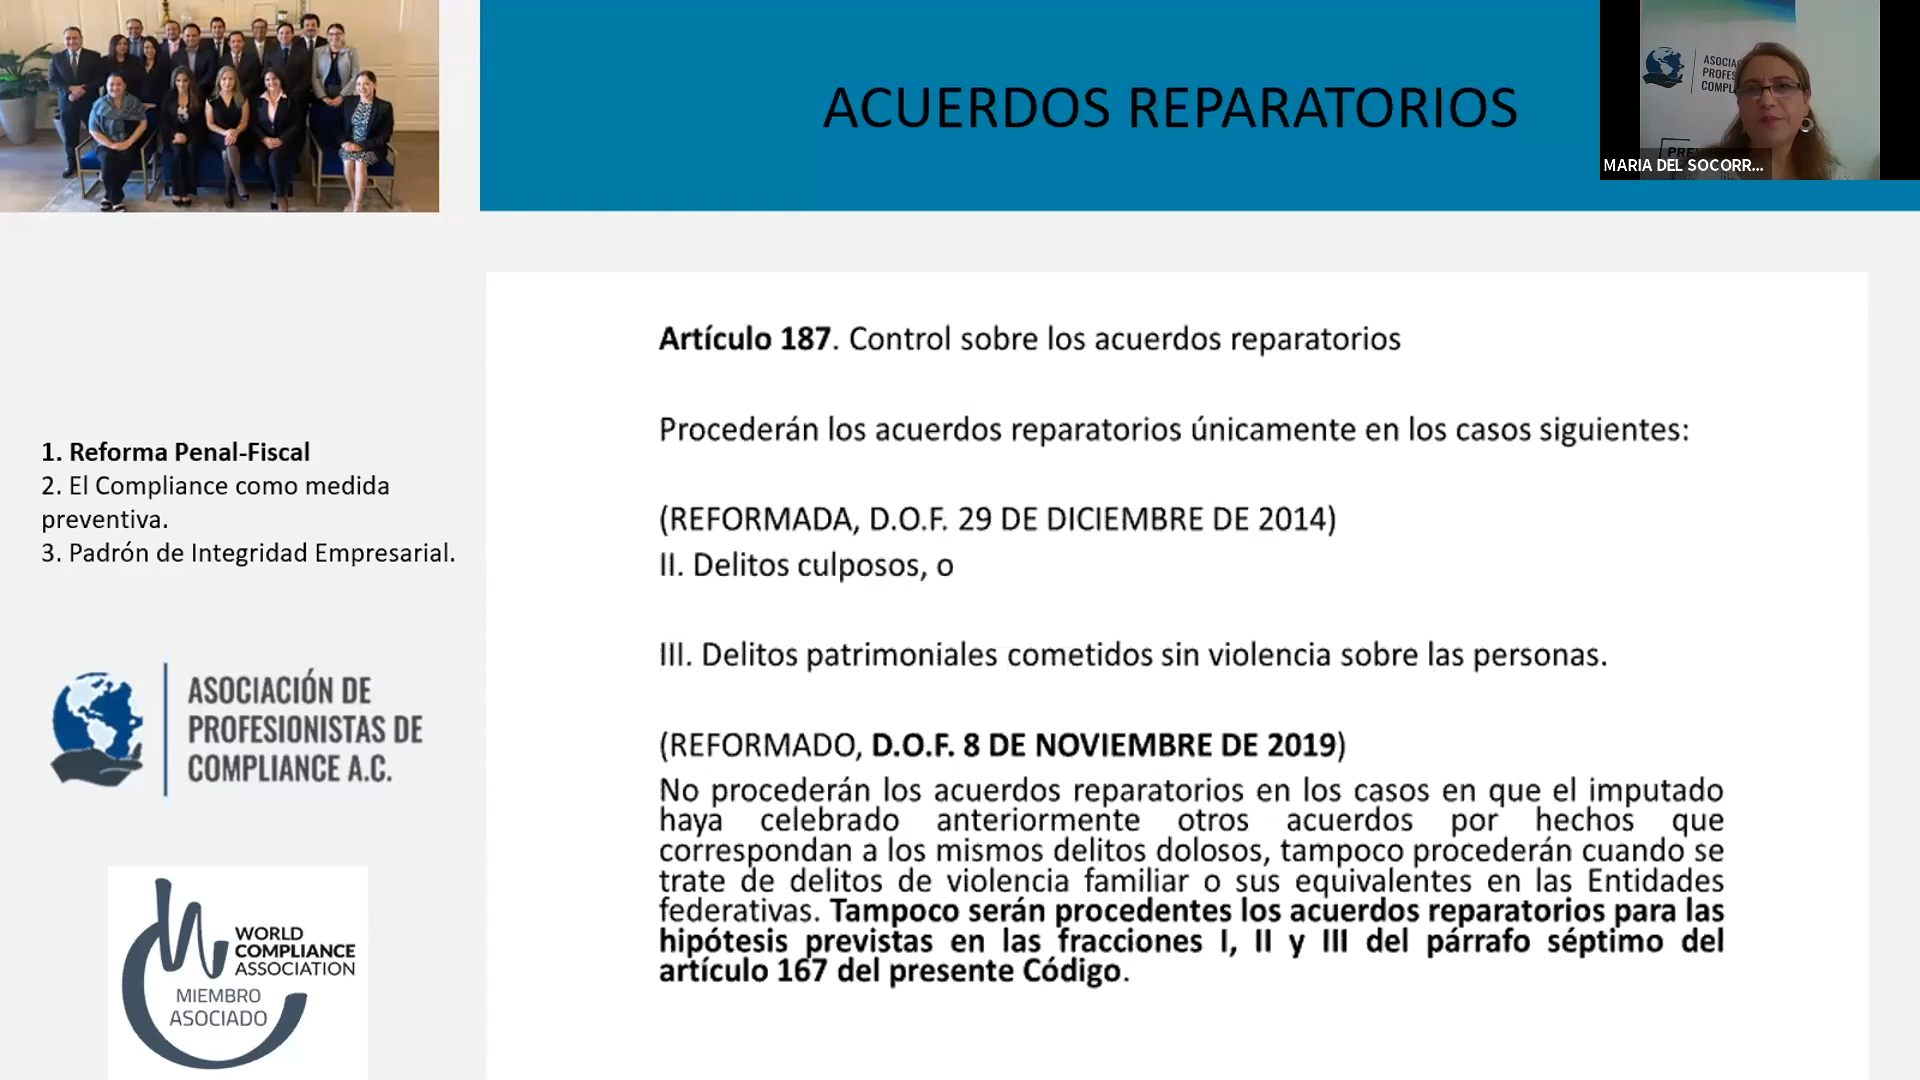 ACUERDOS REPARATORIOS
ASOCIA
PROFES
COMPL
PRE
MARIA DEL SOCORR...
Artículo 187. Control sobre los acuerdos reparatorios
Procederán los acuerdos reparatorios únicamente en los casos siguientes:
(REFORMADA, D.O.F. 29 DE DICIEMBRE DE 2014)
II. Delitos culposos, o
III. Delitos patrimoniales cometidos sin violencia sobre las personas.
(REFORMADO, D.O.F. 8 DE NOVIEMBRE DE 2019)
No procederán los acuerdos reparatorios en los casos en que el imputado
haya celebrado anteriormente otros acuerdos por hechos que
correspondan a los mismos delitos dolosos, tampoco procederán cuando se
trate de delitos de violencia familiar o sus equivalentes en las Entidades
federativas. Tampoco serán procedentes los acuerdos reparatorios para las
hipótesis previstas en las fracciones I, II y III del párrafo séptimo del
artículo 167 del presente Código.
1. Reforma Penal-Fiscal
2. El Compliance como medida
preventiva.
3. Padrón de Integridad Empresarial.
ASOCIACIÓN DE
PROFESIONISTAS DE
COMPLIANCE A.C.
WORLD
COMPLIANCE
ASSOCIATION
MIEMBRO
ASOCIADO